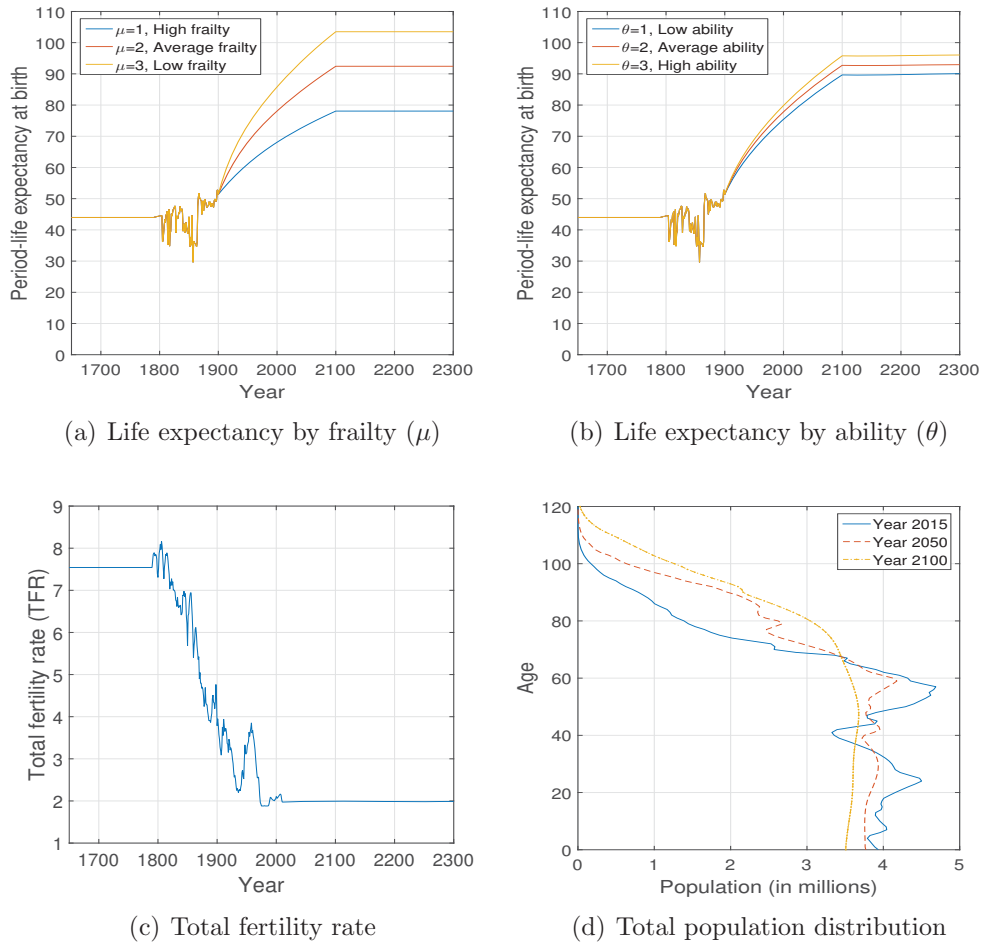 110
100
90
80
70
60
50
40
30
20
10
0
Period-life expectancy at birth
μ=1, High frailty
μ=2, Average frailty
μ=3, Low frailty
1700 1800 1900 2000 2100 2200 2300
Year
(a) Life expectancy by frailty (μ)
110
100
90
80
70
60
50
40
30
20
10
0
Period-life expectancy at birth
θ=1, Low ability
θ=2, Average ability
θ=3, High ability
1700 1800 1900 2000 2100 2200 2300
Year
(b) Life expectancy by ability (θ)
9
8
7
6
5
4
3
2
1
Total fertility rate (TFR)
1700 1800 1900 2000 2100 2200 2300
Year
(c) Total fertility rate
120
100
80
60
40
20
0
Age
Year 2015
Year 2050
Year 2100
0 1 2 3 4 5
Population (in millions)
(d) Total population distribution